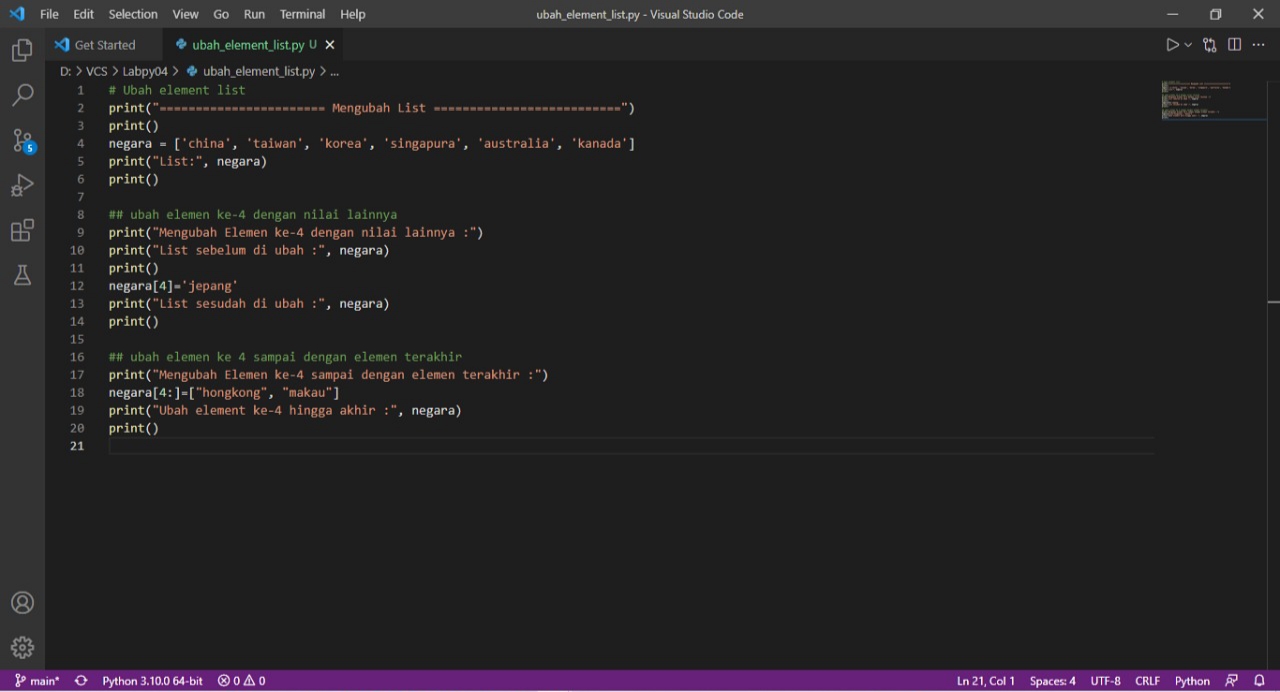 File Edit Selection View Go Run Terminal Help ubah_element_list.py - Visual Studio Code
Get Started ubah_element_list.py U
D: > VCS > Labpy04 > ubah_element_list.py > ...
1 # Ubah element list
2 print("======================= Mengubah List ==========================")
3 print()
4 negara = ['china', 'taiwan', 'korea', 'singapura', 'australia', 'kanada']
5 print("List:", negara)
6 print()
7
8 ## ubah elemen ke-4 dengan nilai lainnya
9 print("Mengubah Elemen ke-4 dengan nilai lainnya :")
10 print("List sebelum di ubah :", negara)
11 print()
12 negara[4]='jepang'
13 print("List sesudah di ubah :", negara)
14 print()
15
16 ## ubah elemen ke 4 sampai dengan elemen terakhir
17 print("Mengubah Elemen ke-4 sampai dengan elemen terakhir :")
18 negara[4:]=["hongkong", "makau"]
19 print("Ubah element ke-4 hingga akhir :", negara)
20 print()
21
5
main* Python 3.10.0 64-bit 0 0 Ln 21, Col 1 Spaces: 4 UTF-8 CRLF Python